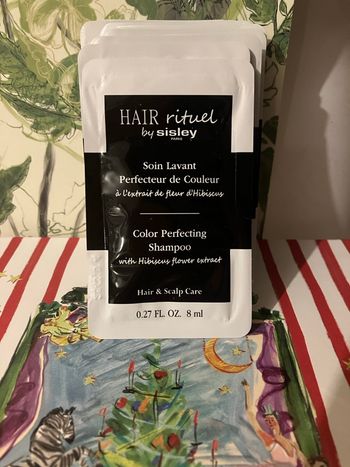 HAIR rituel
by sisley
PARIS
Soin Lavant
Perfecteur de Couleur
à l'extrait de fleur d'Hibiscus
Color Perfecting
Shampoo
with Hibiscus flower extract
Hair & Scalp Care
0.27 FL. OZ. 8 ml